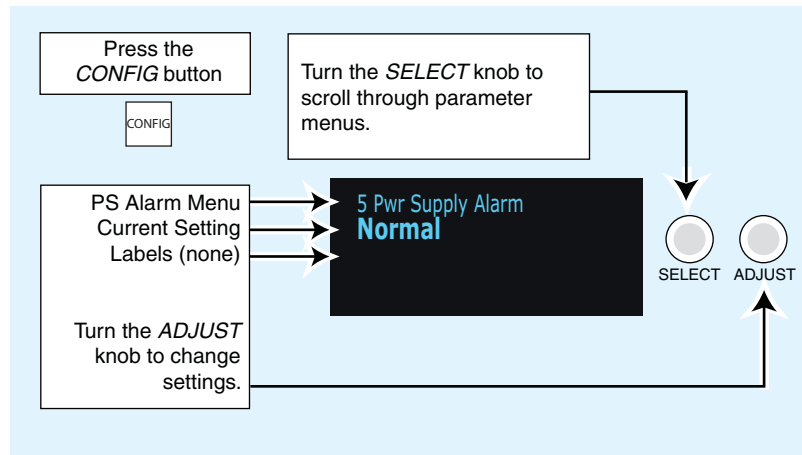 Press the
CONFIG button
CONFIG
Turn the SELECT knob to
scroll through parameter
menus.
PS Alarm Menu
Current Setting
Labels (none)
Turn the ADJUST
knob to change
settings.
5 Pwr Supply Alarm
Normal
SELECT
ADJUST